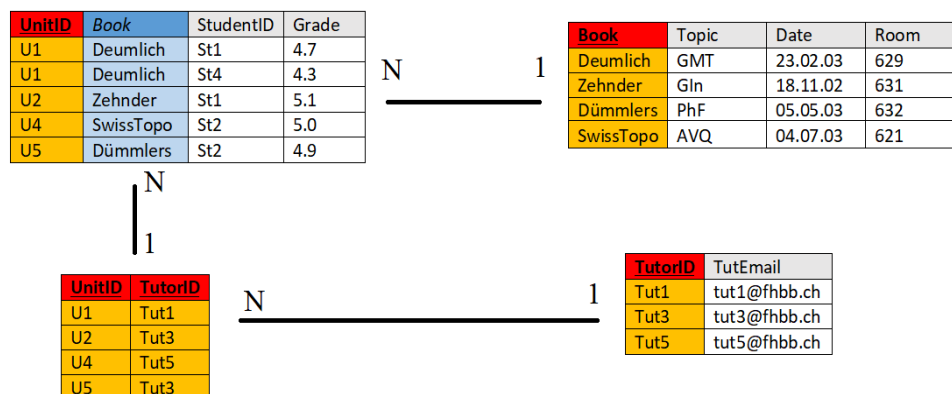 UnitID Book StudentID Grade
U1 Deumlich St1 4.7
U1 Deumlich St4 4.3
U2 Zehnder St1 5.1
U4 SwissTopo St2 5.0
U5 Dümmlers St2 4.9
N 1
Book Topic Date Room
Deumlich GMT 23.02.03 629
Zehnder GIn 18.11.02 631
Dümmlers PhF 05.05.03 632
SwissTopo AVQ 04.07.03 621
N
1
UnitID TutorID
U1 Tut1
U2 Tut3
U4 Tut5
U5 Tut3
N 1
TutorID TutEmail
Tut1 tut1@fhbb.ch
Tut3 tut3@fhbb.ch
Tut5 tut5@fhbb.ch